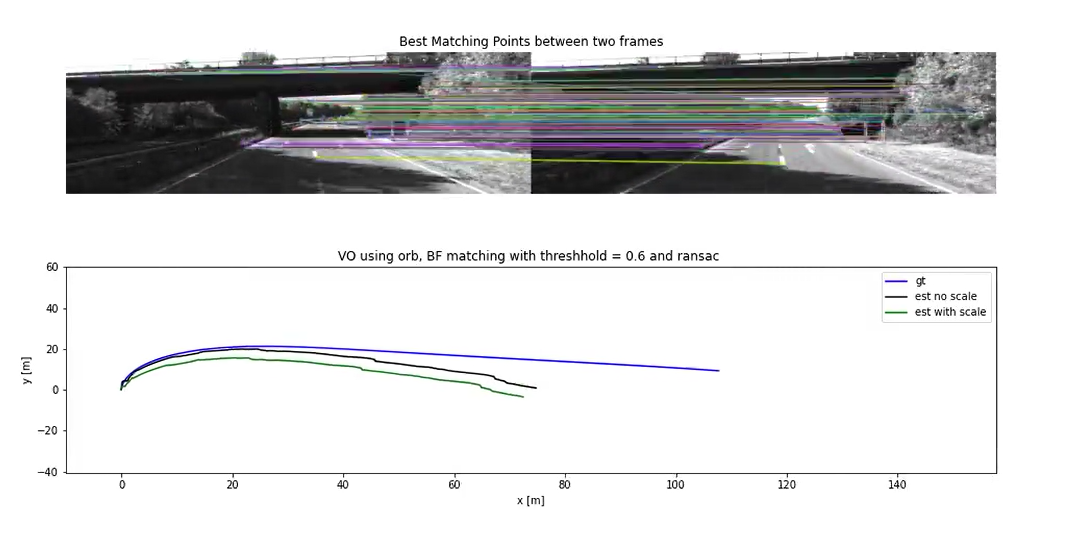 Best Matching Points between two frames
VO using orb, BF matching with threshhold = 0.6 and ransac
60
40
20
0
−20
−40
y [m]
gt
est no scale
est with scale
0
20
40
60
80
100
120
140
x [m]